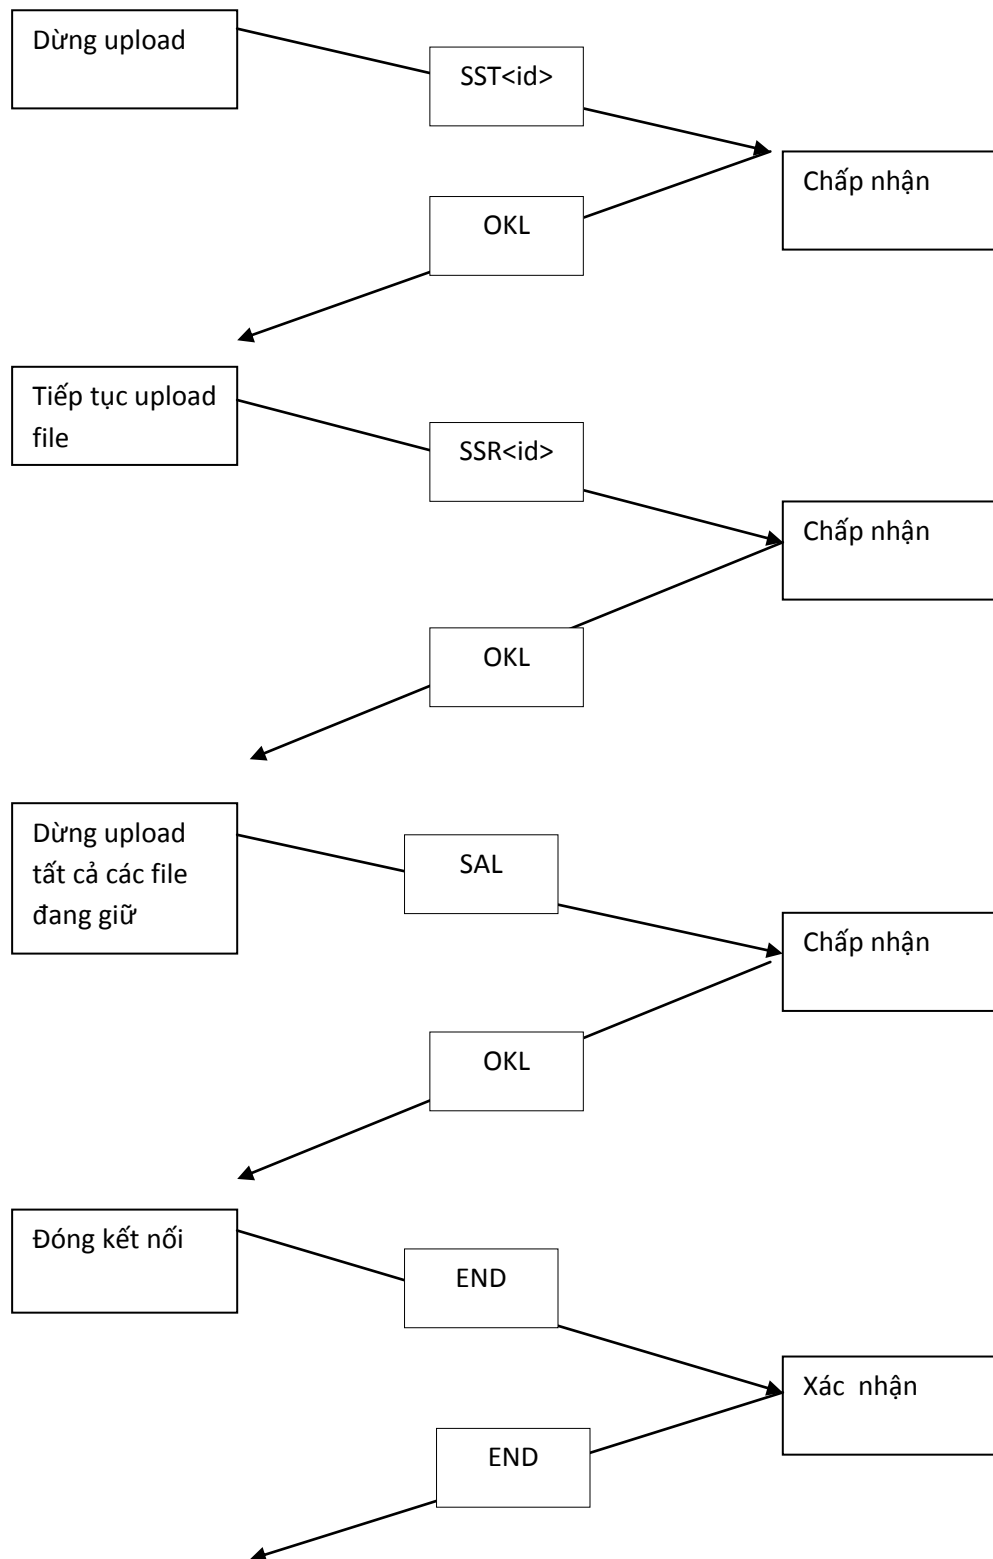 Dừng upload
SST<id>
Chấp nhận
OKL
Tiếp tục upload
file
SSR<id>
Chấp nhận
OKL
Dừng upload
tất cả các file
đang giữ
SAL
Chấp nhận
OKL
Đóng kết nối
END
Xác  nhận
END